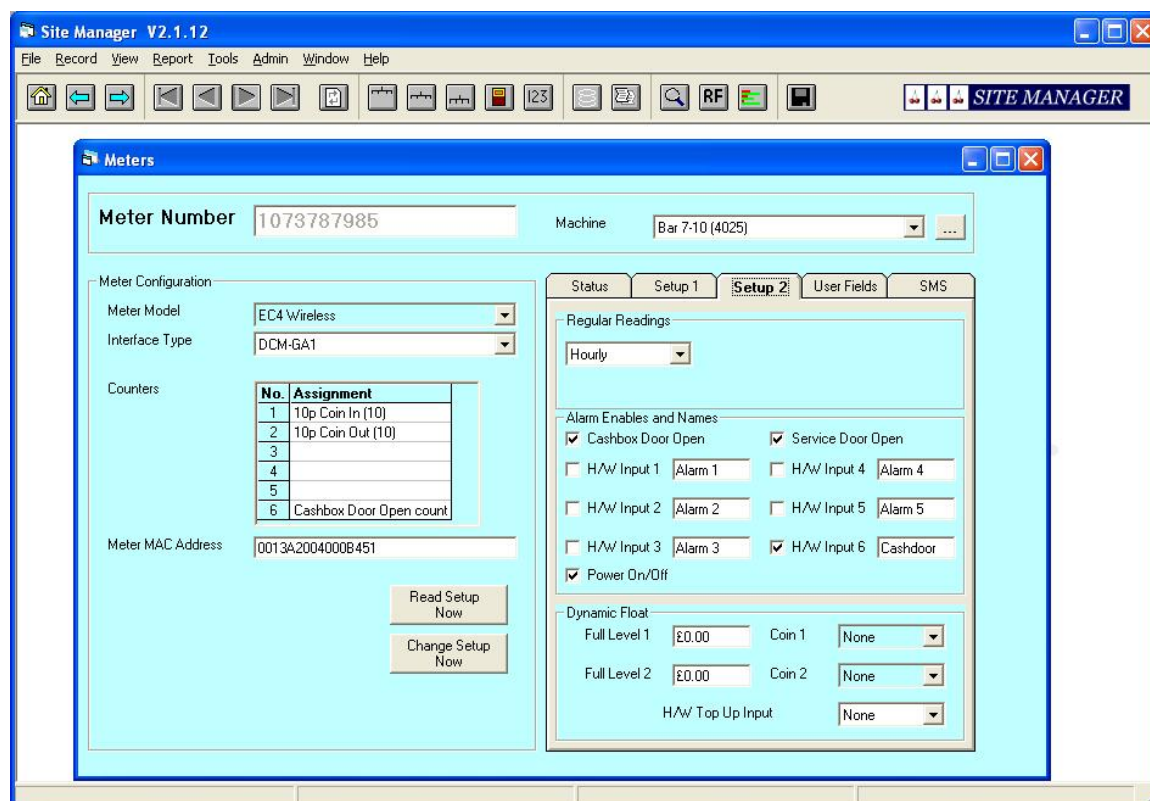 Site Manager V2.1.12
File Record View Report Tools Admin Window Help
123
RF
SITE MANAGER
Meters
Meter Number 1073787985
Machine Bar 7-10 (4025) ...
Meter Configuration
Meter Model EC4 Wireless
Interface Type DCM-GA1
Counters
No. Assignment
1 10p Coin In (10)
2 10p Coin Out (10)
3
4
5
6 Cashbox Door Open count
Meter MAC Address 0013A2004000B451
Read Setup
Now
Change Setup
Now
Status Setup 1 Setup 2 User Fields SMS
Regular Readings
Hourly
Alarm Enables and Names
Cashbox Door Open Service Door Open
H/W Input 1 Alarm 1 H/W Input 4 Alarm 4
H/W Input 2 Alarm 2 H/W Input 5 Alarm 5
H/W Input 3 Alarm 3 H/W Input 6 Cashdoor
Power On/Off
Dynamic Float
Full Level 1 £0.00 Coin 1 None
Full Level 2 £0.00 Coin 2 None
H/W Top Up Input None